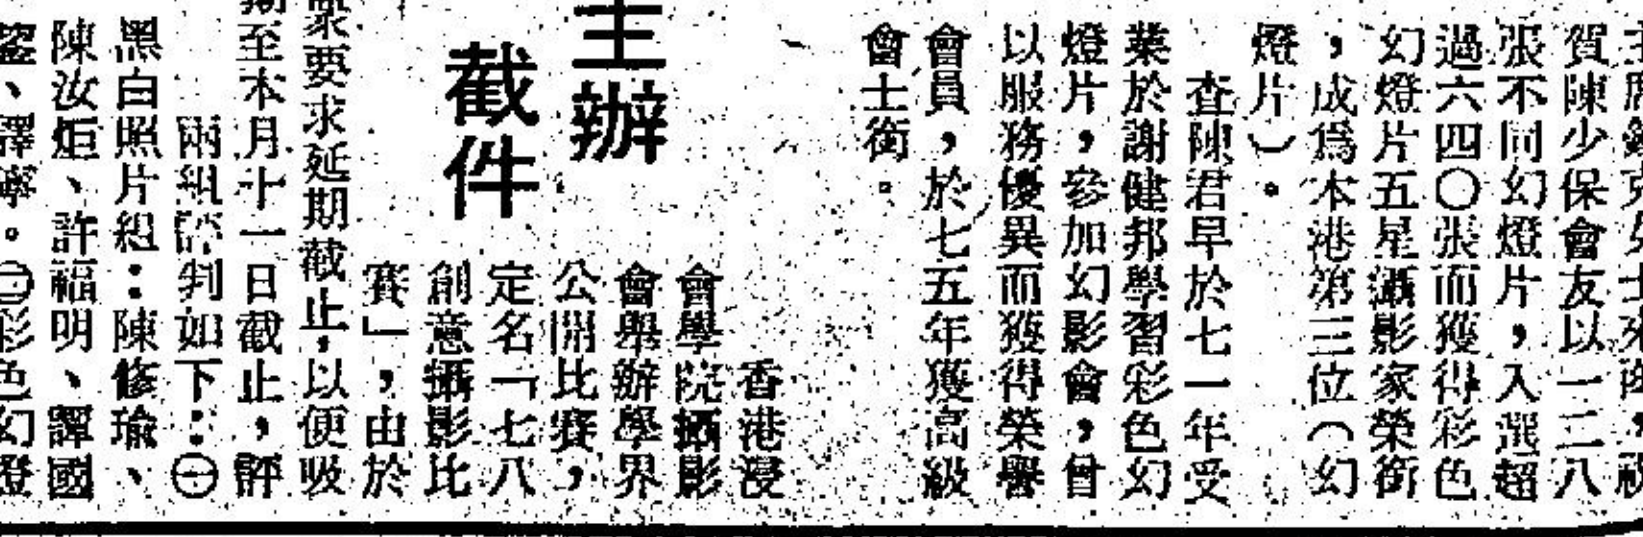 賀陳少保會友以一二八
張不同幻燈片，入選超
過六四〇張而獲得彩色
幻燈片五星攝影家榮銜
，成爲本港第三位（幻
燈片）。
查陳君早於七一年受
業於謝健邦學習彩色幻
燈片，參加幻影會，曾
以服務優異而獲得榮譽
會員，於七五年獲高級
會士銜。
主辦
截件
香港浸
會學院攝影
會舉辦學界
公開比賽，
定名「七八
創意攝影比
賽」，由於
要求延期截止，以便吸
期至本月十一日截止，評
兩組評判如下：㊀
黑白照片組：陳修瑜、
陳汝炬、許福明、譚國
。㊁彩色幻燈